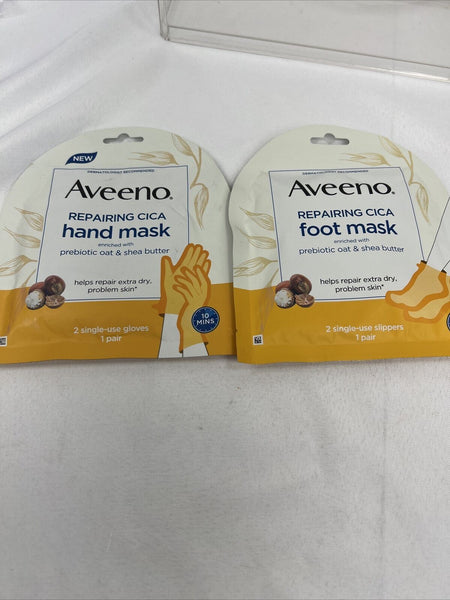 NEW
DERMATOLOGIST RECOMMENDED
Aveeno®
REPAIRING CICA
hand mask
enriched with
prebiotic oat & shea butter
helps repair extra dry,
problem skin*
10
MINS
2 single-use gloves
1 pair
DERMATOLOGIST RECOMMENDED
Aveeno®
REPAIRING CICA
foot mask
enriched with
prebiotic oat & shea butter
helps repair extra dry,
problem skin*
2 single-use slippers
1 pair